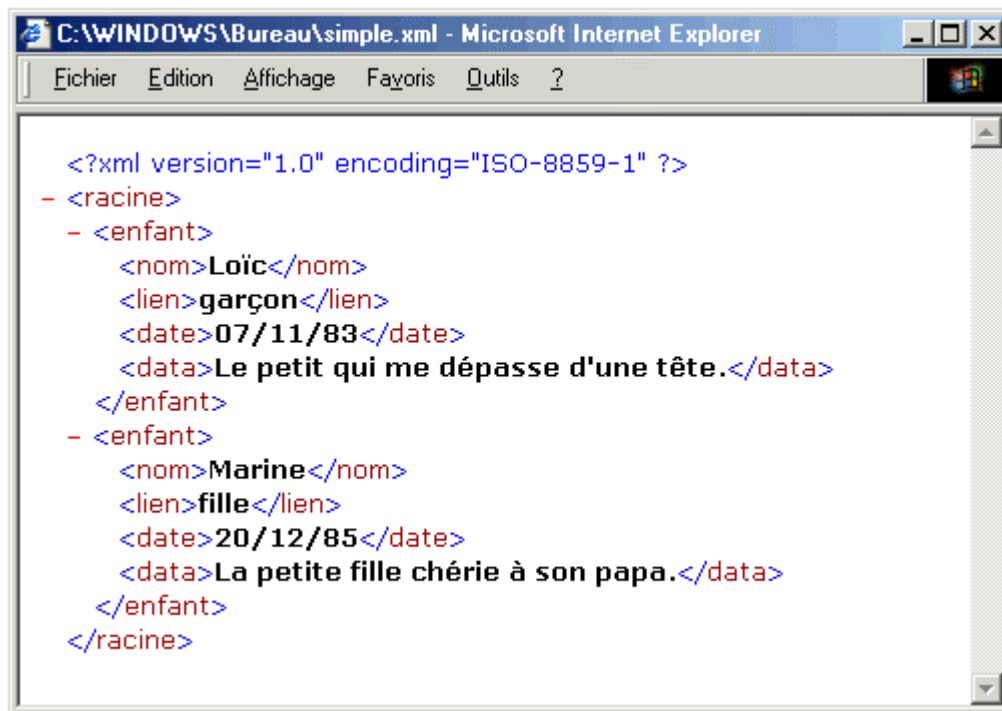 C:\WINDOWS\Bureau\simple.xml - Microsoft Internet Explorer
Fichier Edition Affichage Favoris Outils ?
<?xml version="1.0" encoding="ISO-8859-1" ?>
- <racine>
- <enfant>
<nom>Loïc</nom>
<lien>garçon</lien>
<date>07/11/83</date>
<data>Le petit qui me dépasse d'une tête.</data>
</enfant>
- <enfant>
<nom>Marine</nom>
<lien>fille</lien>
<date>20/12/85</date>
<data>La petite fille chérie à son papa.</data>
</enfant>
</racine>